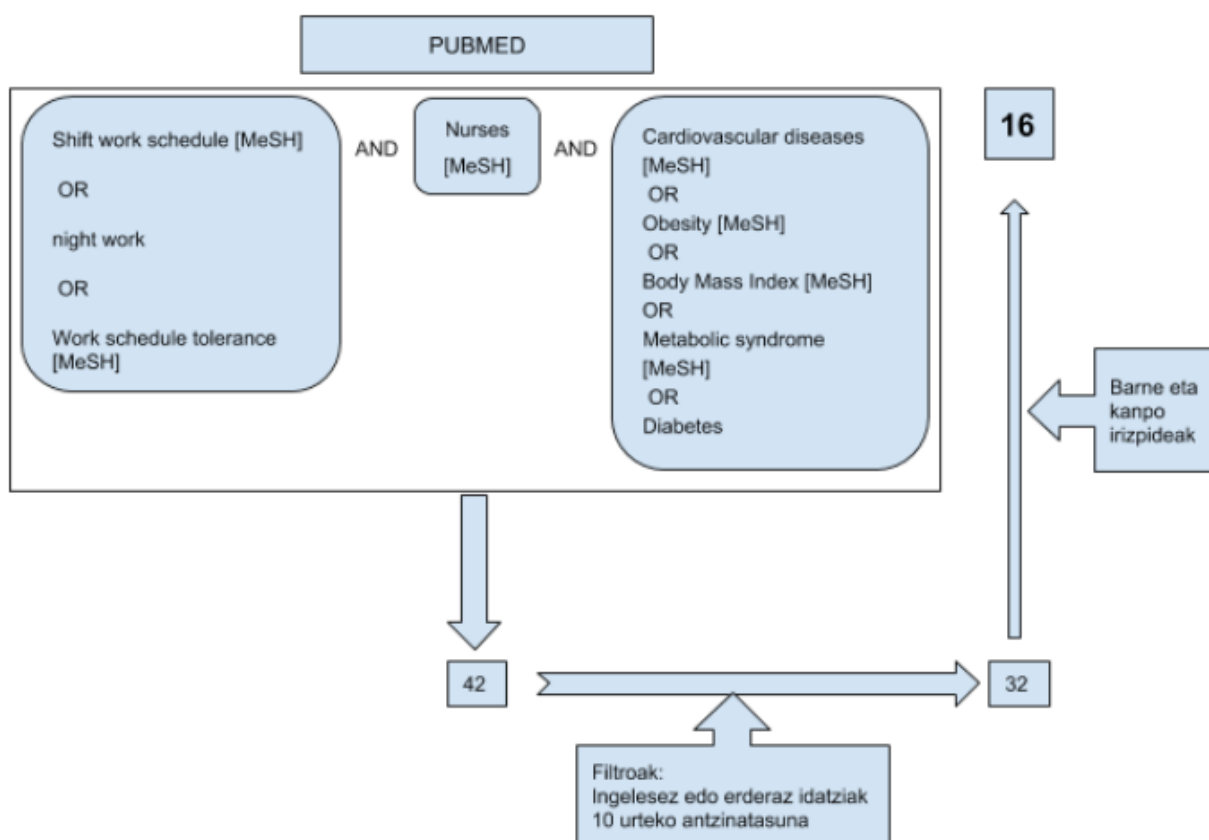 PUBMED
Shift work schedule [MeSH]
OR
night work
OR
Work schedule tolerance
[MeSH]
AND
Nurses
[MeSH]
AND
Cardiovascular diseases
[MeSH]
OR
Obesity [MeSH]
OR
Body Mass Index [MeSH]
OR
Metabolic syndrome
[MeSH]
OR
Diabetes
16
Barne eta
kanpo
irizpideak
42
32
Filtroak:
Ingelesez edo erderaz idatziak
10 urteko antzinatasuna